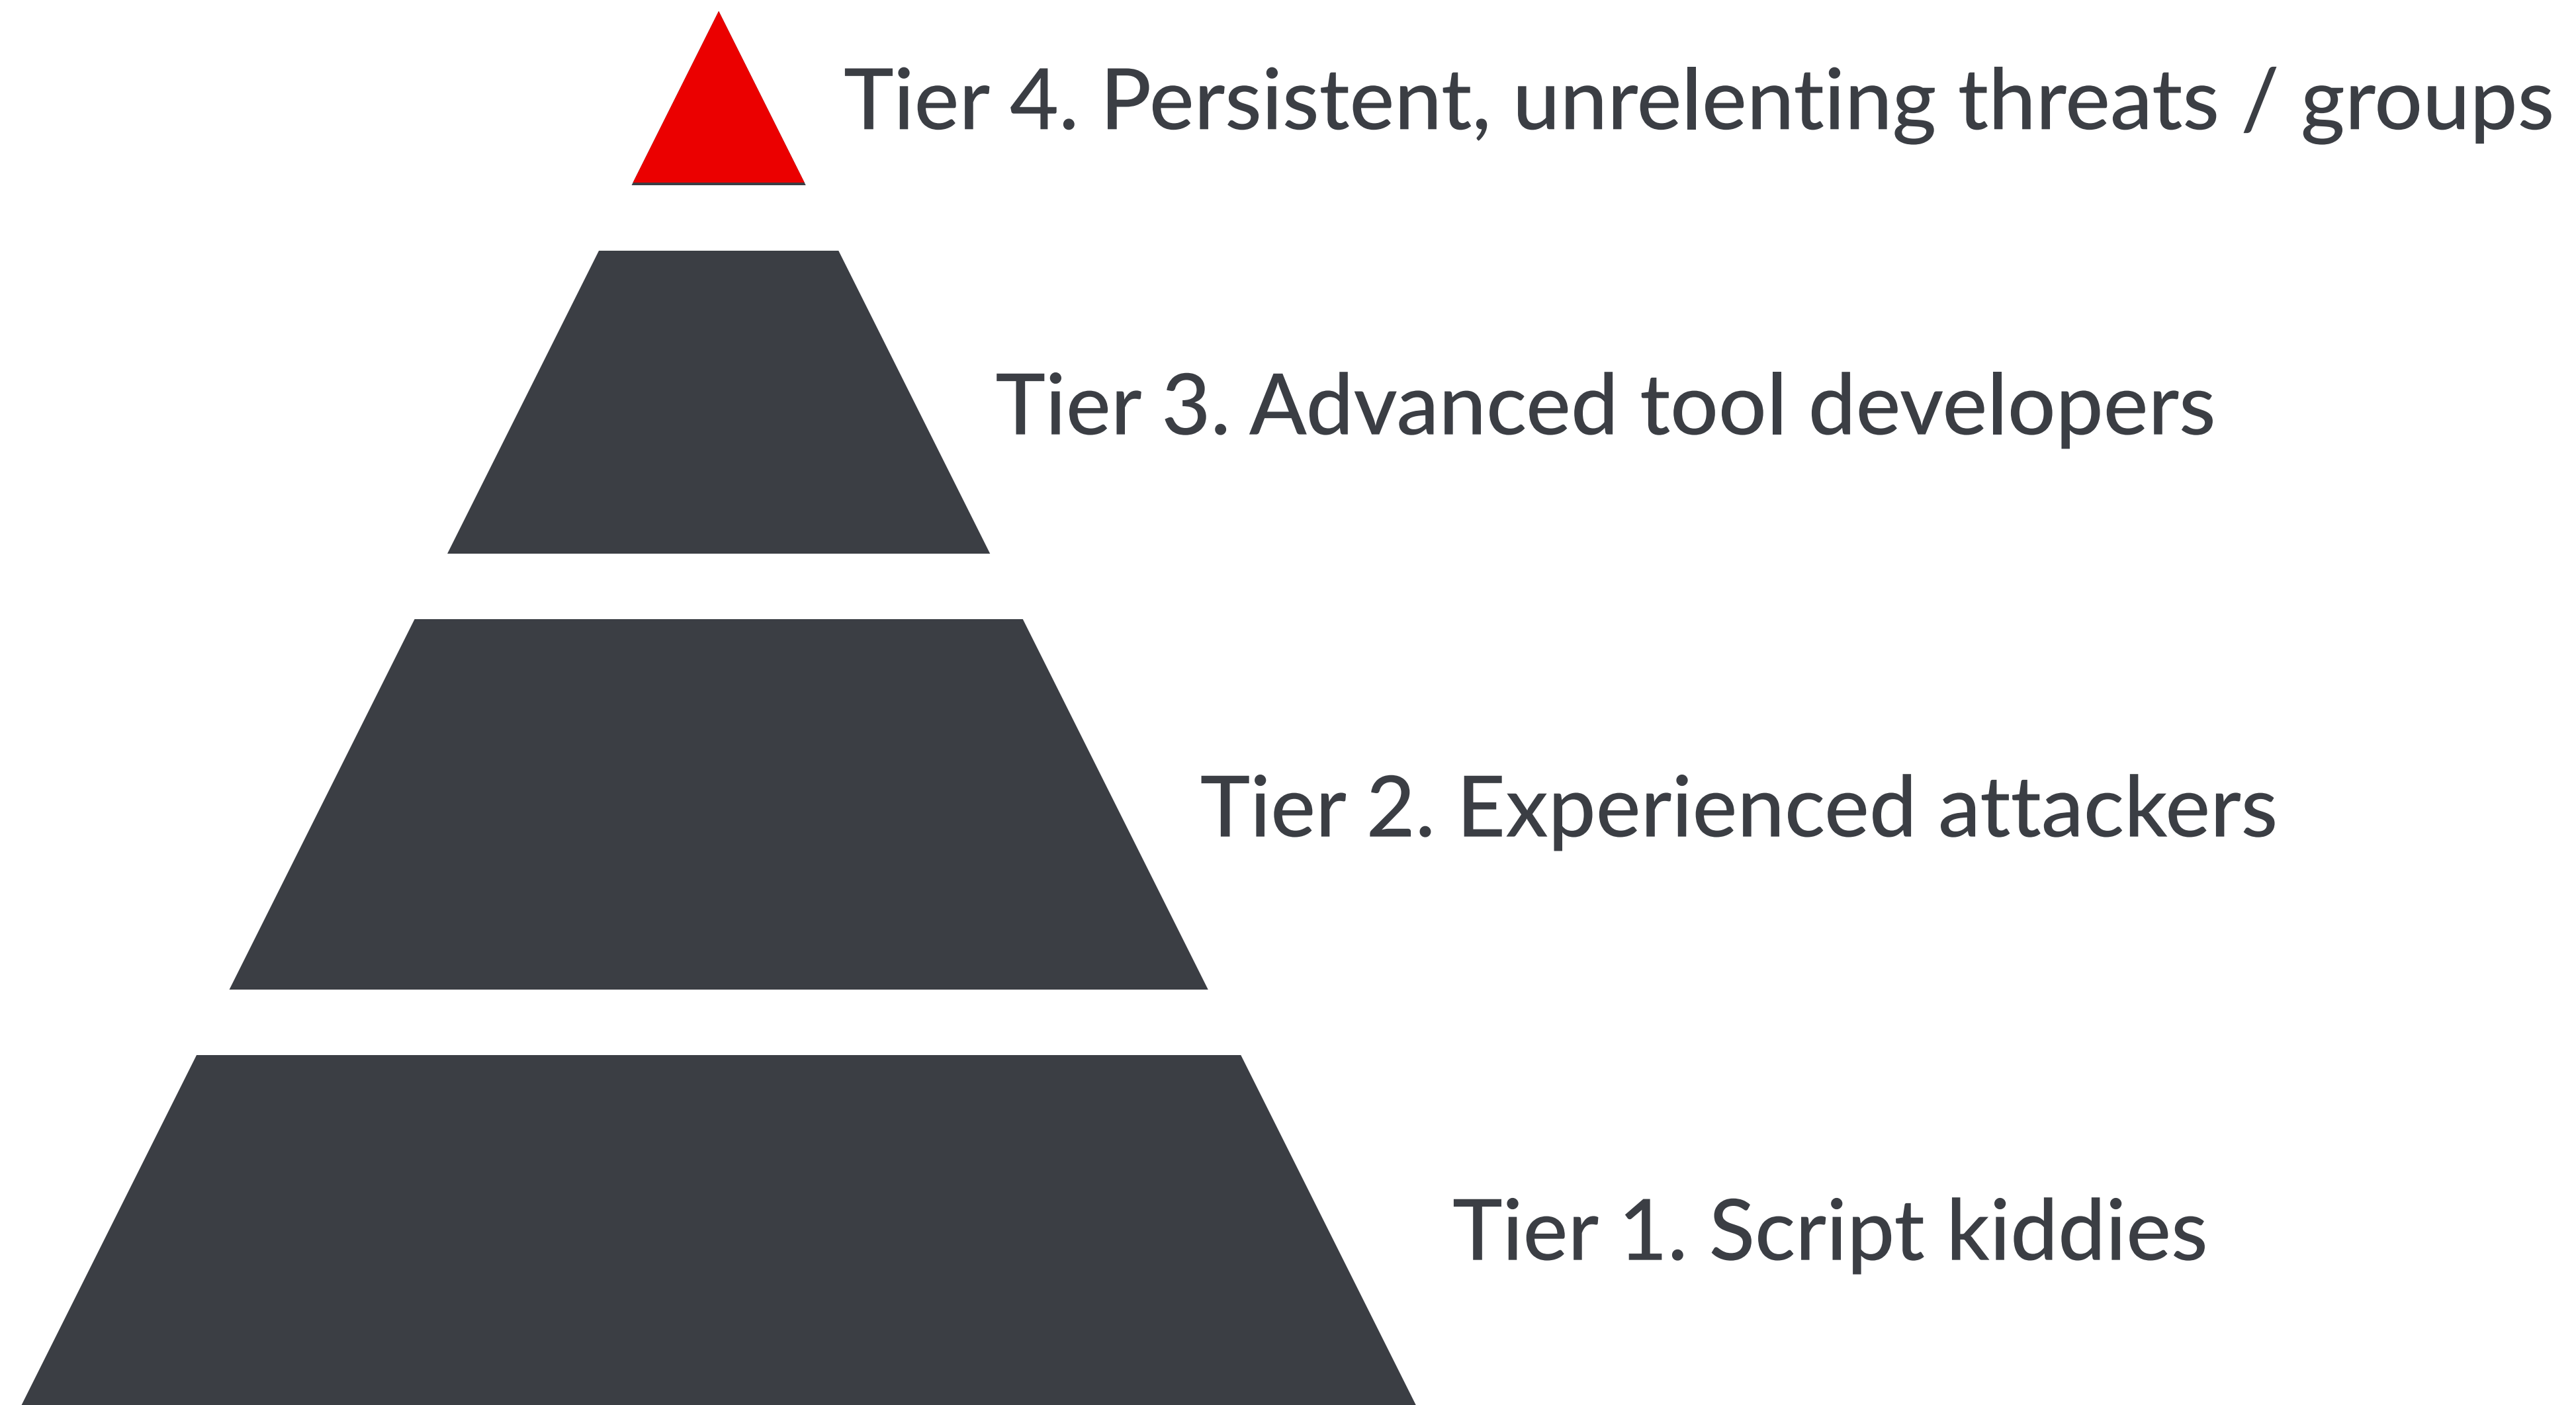 Tier 4. Persistent, unrelenting threats / groups
Tier 3. Advanced tool developers
Tier 2. Experienced attackers
Tier 1. Script kiddies